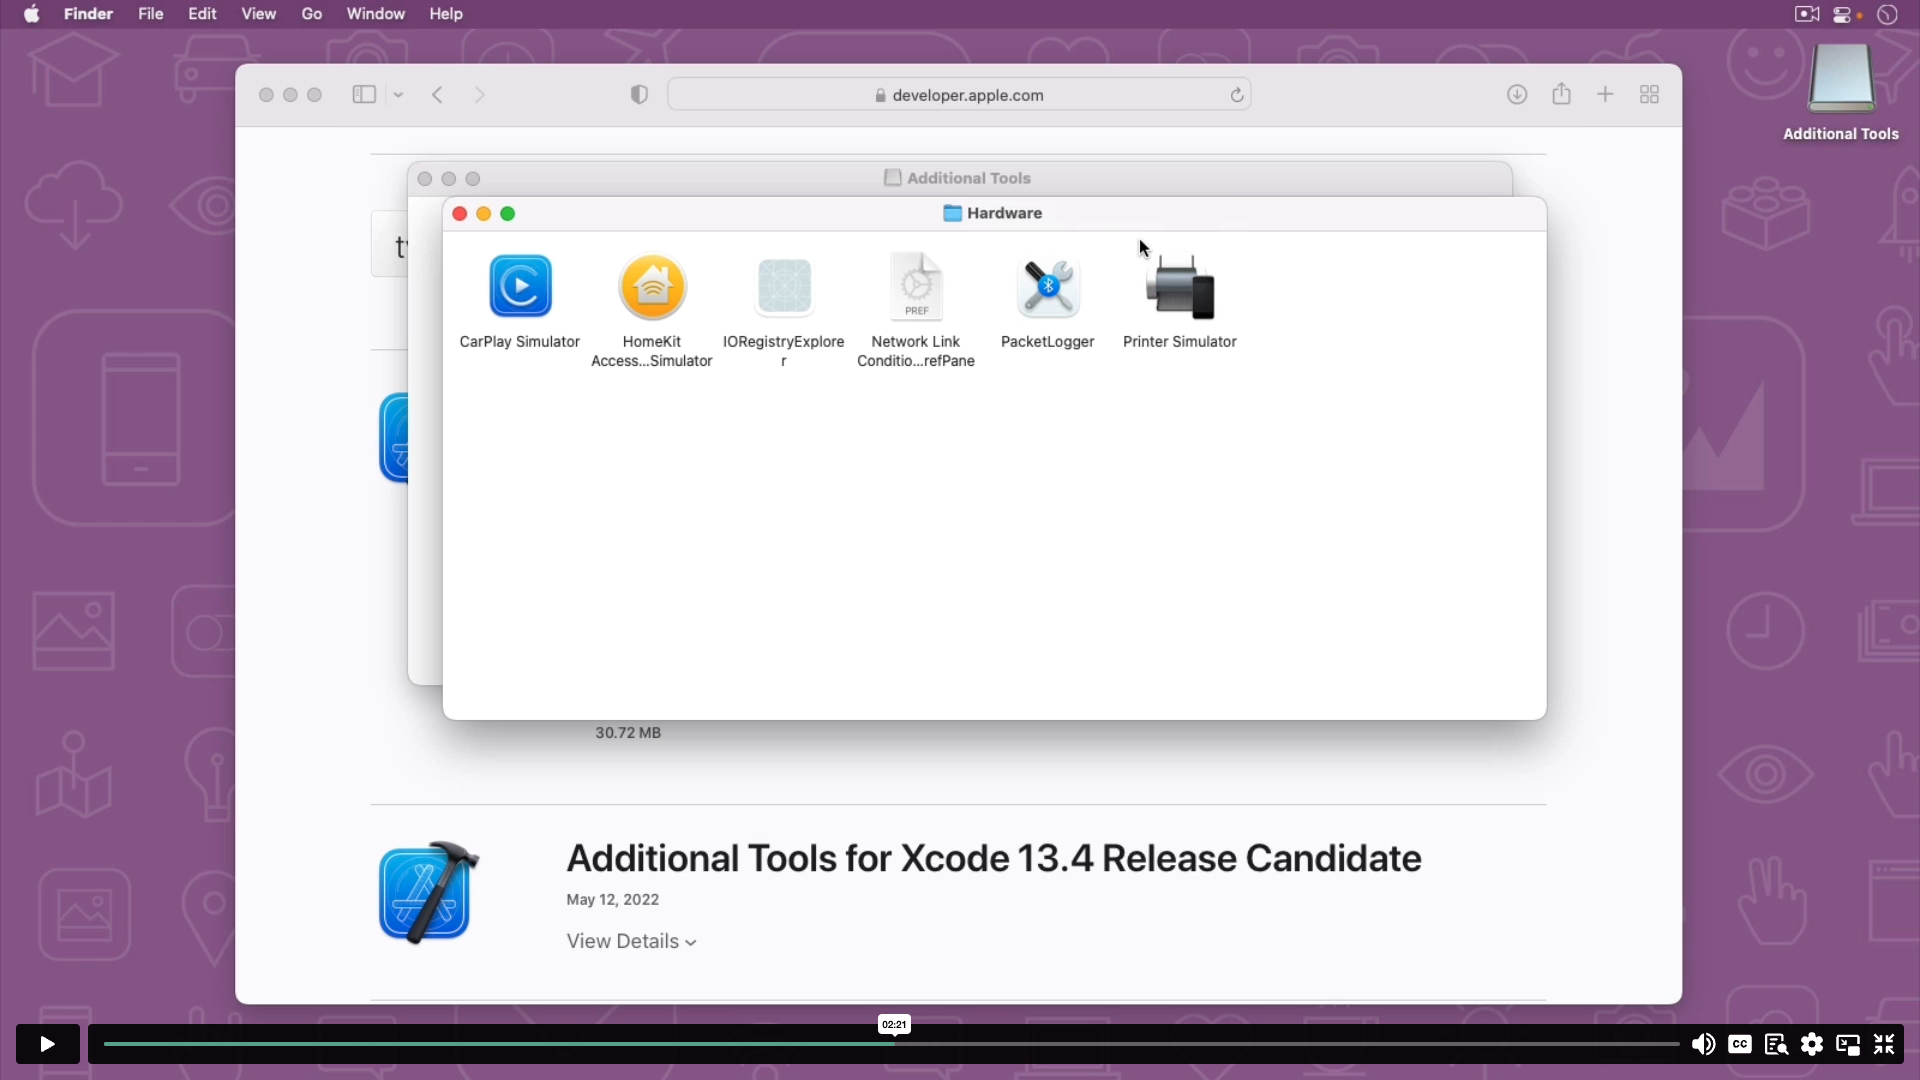 Finder File Edit View Go Window Help
developer.apple.com
Additional Tools
Additional Tools
Hardware
PREF
CarPlay Simulator
HomeKit
Access...Simulator
IORegistryExplore
r
Network Link
Conditio...refPane
PacketLogger
Printer Simulator
30.72 MB
Additional Tools for Xcode 13.4 Release Candidate
May 12, 2022
View Details
02:21
CC